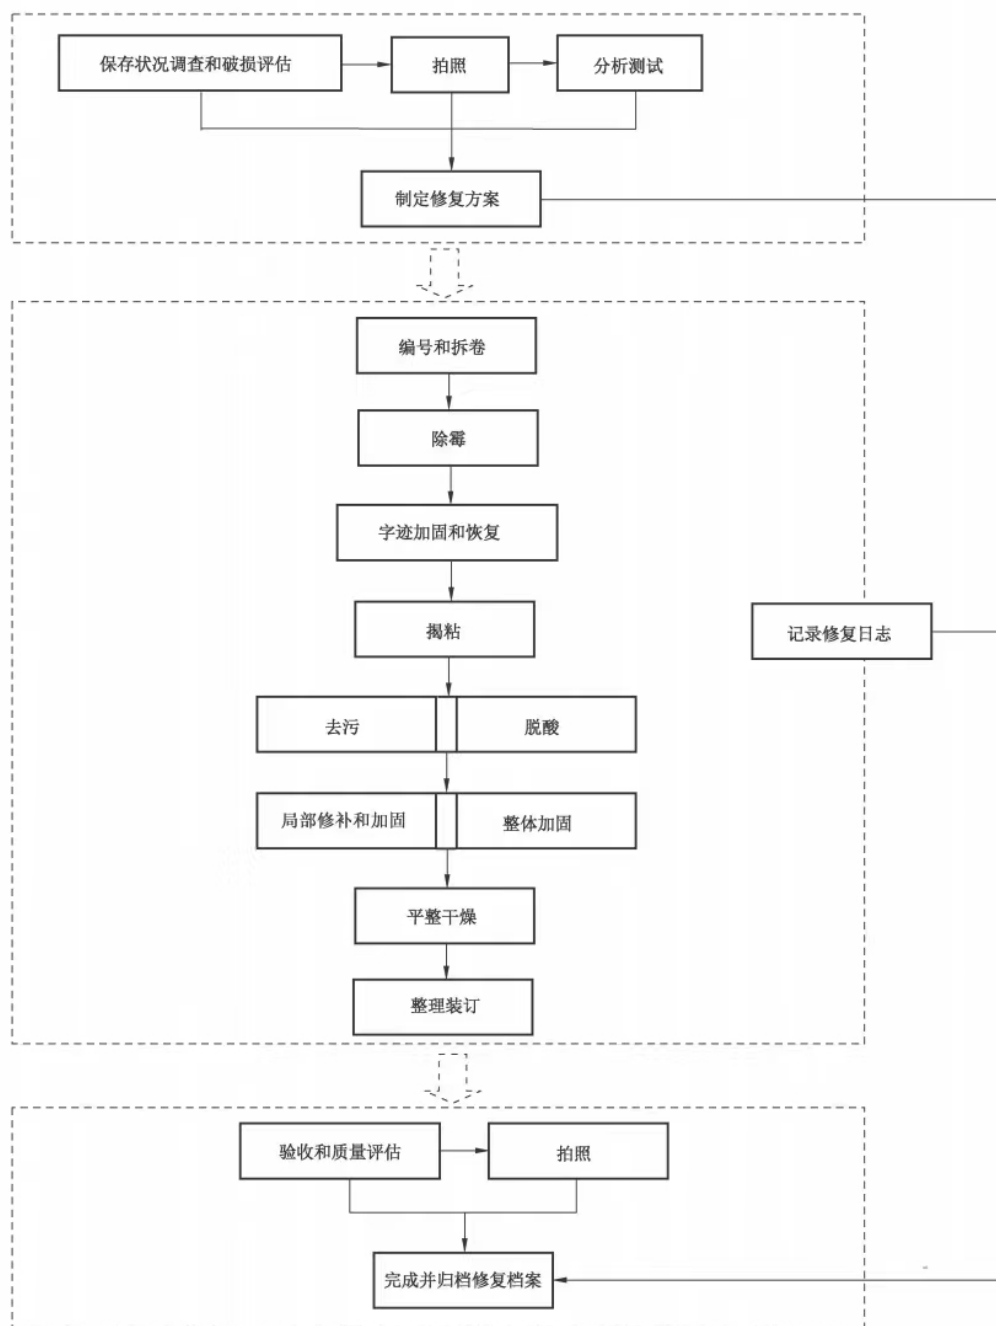 保存状况调查和破损评估
拍照
分析测试
制定修复方案
编号和拆卷
除霉
字迹加固和恢复
揭粘
记录修复日志
去污
脱酸
局部修补和加固
整体加固
平整干燥
整理装订
验收和质量评估
拍照
完成并归档修复档案